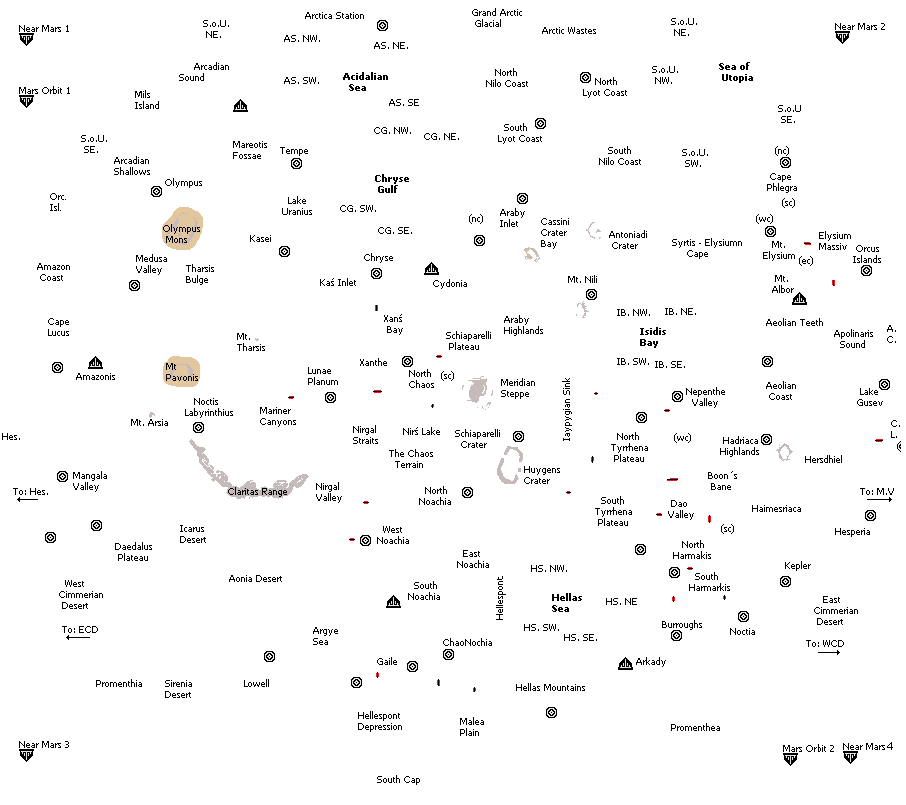 Near Mars 1
S.o.U.
NE.
Arctica Station
AS. NW.
AS. NE.
Grand Arctic
Glacial
Arctic Wastes
S.o.U.
NE.
Near Mars 2
Mars Orbit 1
Arcadian
Sound
Mils
Island
AS. SW.
Acidalian
Sea
AS. SE
North
Nilo Coast
North
Lyot Coast
S.o.U.
NW.
Sea of
Utopia
S.o.U
SE.
S.o.U.
SE.
Arcadian
Shallows
Mareotis
Fossae
Tempe
CG. NW.
CG. NE.
South
Lyot Coast
South
Nilo Coast
S.o.U.
SW.
(nc)
Cape
Phlegra
(sc)
Orc.
Isl.
Olympus
Chryse
Gulf
Lake
Uranius
CG. SW.
CG. SE.
(nc)
Araby
Inlet
Cassini
Crater
Bay
Antoniadi
Crater
Syrtis - Elysiumn
Cape
(wc)
Mt.
Elysium
Elysium
Massiv
(ec)
Orcus
Islands
Olympus
Mons
Kasei
Amazon
Coast
Medusa
Valley
Tharsis
Bulge
Chryse
Kaś Inlet
Cydonia
Mt. Nili
Mt.
Albor
Cape
Lucus
Xanś
Bay
Araby
Highlands
IB. NW.
IB. NE.
Isidis
Bay
Aeolian Teeth
Apolinaris
Sound
A.
C.
Mt.
Tharsis
Schiaparelli
Plateau
Amazonis
Mt
Pavonis
Lunae
Planum
Xanthe
North
Chaos
(sc)
Meridian
Steppe
IB. SW.
IB. SE.
Aeolian
Coast
Lake
Gusev
Iaypygian Sink
Nepenthe
Valley
Mt. Arsia
Noctis
Labyrinthius
Mariner
Canyons
Nirgal
Straits
Nirś Lake
Schiaparelli
Crater
North
Tyrrhena
Plateau
(wc)
Hadriaca
Highlands
C.
L.
Hes.
The Chaos
Terrain
Huygens
Crater
Hersdhiel
Mangala
Valley
Claritas Range
Nirgal
Valley
North
Noachia
Boon´s
Bane
To: Hes.
To: M.V
South
Tyrrhena
Plateau
Dao
Valley
Haimesriaca
(sc)
Hesperia
Icarus
Desert
Daedalus
Plateau
West
Noachia
East
Noachia
North
Harmakis
South
Harmarkis
Kepler
West
Cimmerian
Desert
Aonia Desert
South
Noachia
Hellespont
HS. NW.
Hellas
Sea
HS. NE
East
Cimmerian
Desert
To: ECD
Argye
Sea
HS. SW.
HS. SE.
Burroughs
Noctia
To: WCD
ChaoNochia
Gaile
Arkady
Promenthia
Sirenia
Desert
Lowell
Hellas Mountains
Hellespont
Depression
Malea
Plain
Promenthea
Near Mars 3
Mars Orbit 2
Near Mars4
South Cap